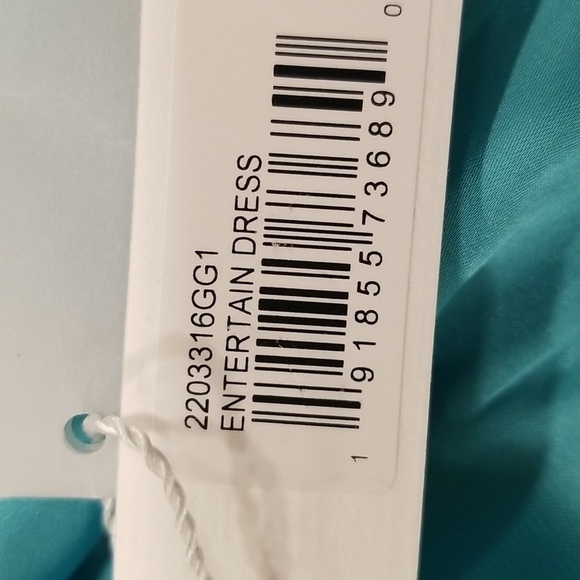 2203316GG1
ENTERTAIN DRESS
1 91855 73689 0